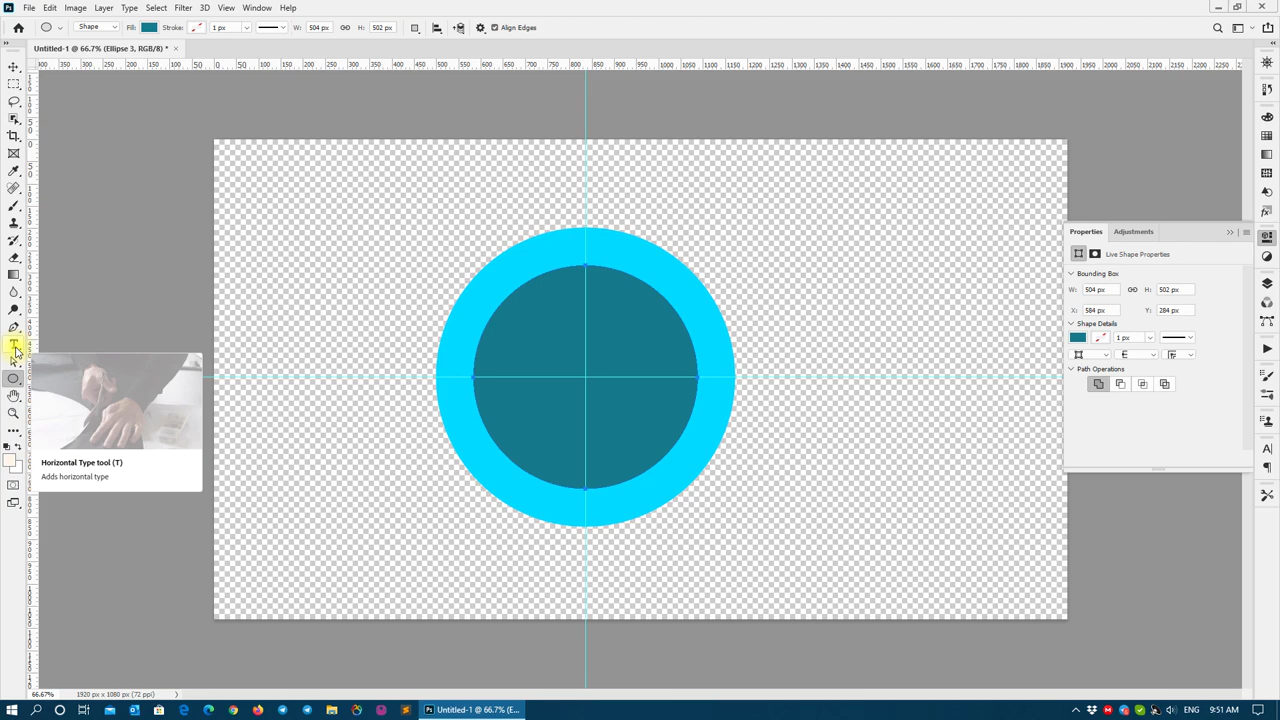 File Edit Image Layer Type Select Filter 3D View Window Help
Shape Fill: Stroke: 1 px W: 504 px H: 502 px Align Edges
Untitled-1 @ 66.7% (Ellipse 3, RGB/8) * ×
Properties Adjustments
Live Shape Properties
Bounding Box
W: 504 px H: 502 px
X: 584 px Y: 284 px
Shape Details
1 px
Path Operations
Horizontal Type tool (T)
Adds horizontal type
66.67% 1920 px x 1080 px (72 ppi)
Untitled-1 @ 66.7% (E... ENG 9:51 AM